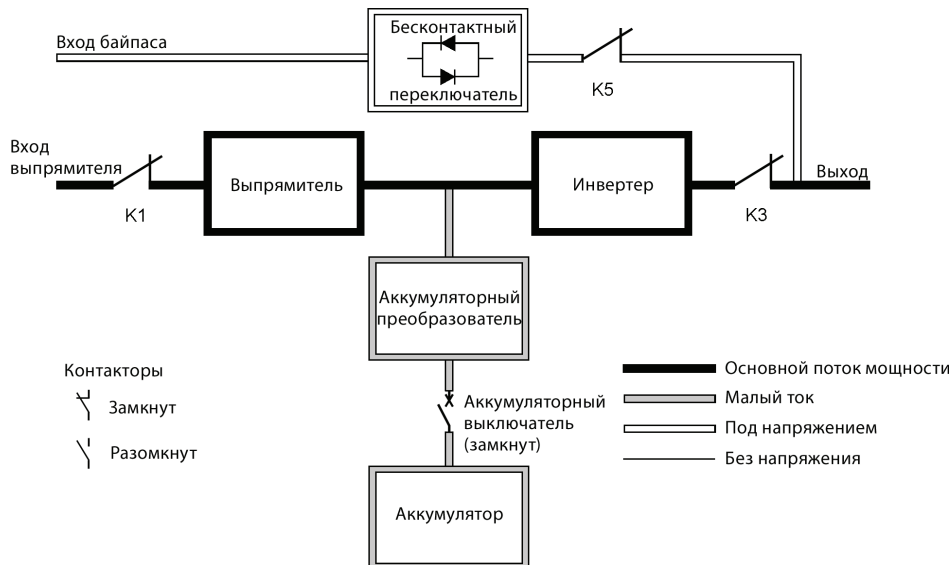 Вход байпаса
Бесконтактный
переключатель
K5
Вход
выпрямителя
K1
Выпрямитель
Инвертер
K3
Выход
Аккумуляторный
преобразователь
Контакторы
Замкнут
Разомкнут
Аккумуляторный
выключатель
(замкнут)
Аккумулятор
Основной поток мощности
Малый ток
Под напряжением
Без напряжения